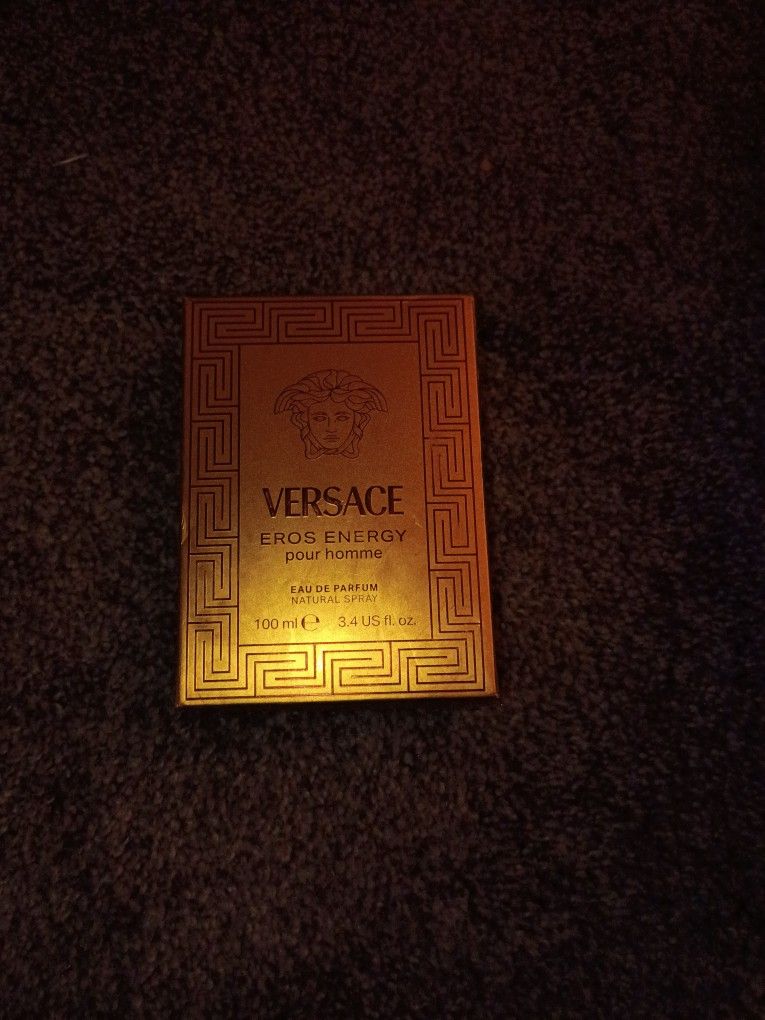 VERSACE
EROS ENERGY
pour homme
EAU DE PARFUM
NATURAL SPRAY
100 ml ℮ 3.4 US fl. oz.